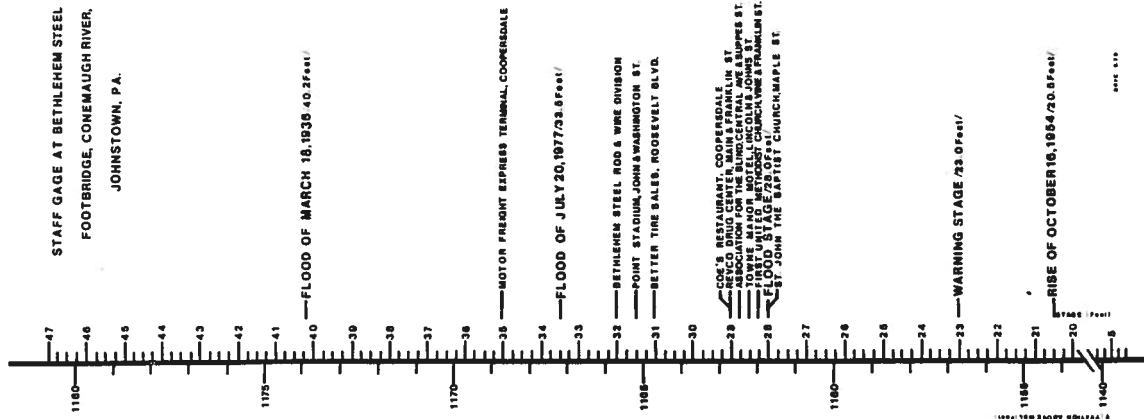 STAFF GAGE AT BETHLEHEM STEEL
FOOTBRIDGE, CONEMAUGH RIVER,
JOHNSTOWN, PA.
47
46
45
44
43
42
41
FLOOD OF MARCH 18,1936/40.2Feet/
40
39
38
37
36
MOTOR FREIGHT EXPRESS TERMINAL, COOPERSDALE
35
34
FLOOD OF JULY 20,1977/33.5Feet/
33
BETHLEHEM STEEL ROD & WIRE DIVISION
32
POINT STADIUM, JOHN & WASHINGTON ST.
BETTER TIRE SALES, ROOSEVELT BLVD.
31
30
COE'S RESTAURANT, COOPERSDALE
REVCO DRUG CENTER, MAIN & FRANKLIN ST
29
ASSOCIATION FOR THE BLIND, CENTRAL AVE & SUPPES ST.
TOWNE MANOR MOTEL, LINCOLN & JOHNS ST
FIRST UNITED METHODIST CHURCH, VINE & FRANKLIN ST.
FLOOD STAGE /28.0Feet/
28
ST. JOHN THE BAPTIST CHURCH, MAPLE ST.
27
26
25
24
WARNING STAGE /23.0Feet/
23
22
21
RISE OF OCTOBER 16,1954/20.5Feet/
STAGE (Feet)
20
5
1180
1175
1170
1165
1160
1155
1140